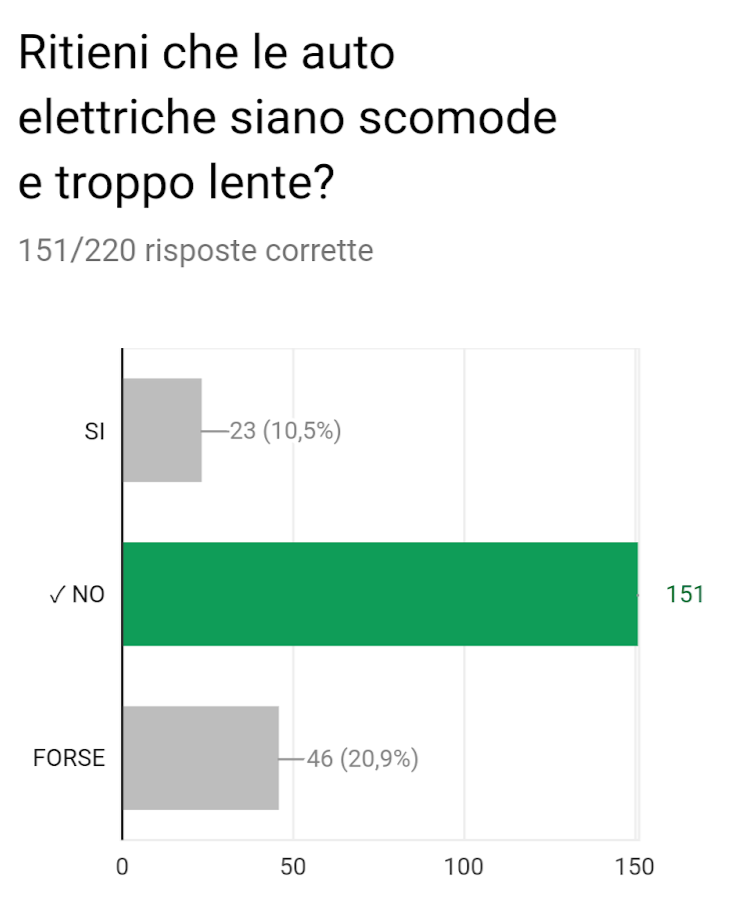 Ritieni che le auto
elettriche siano scomode
e troppo lente?
151/220 risposte corrette
SI
23 (10,5%)
✓ NO
151
FORSE
46 (20,9%)
0
50
100
150